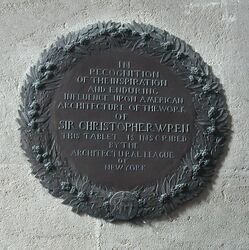 IN
RECOGNITION
OF THE INSPIRATION
AND ENDURING
INFLUENCE UPON AMERICAN
ARCHITECTURE OF THE WORK
OF
SIR CHRISTOPHER WREN
THIS TABLET IS INSCRIBED
BY THE
ARCHITECTURAL LEAGUE
OF
NEW YORK